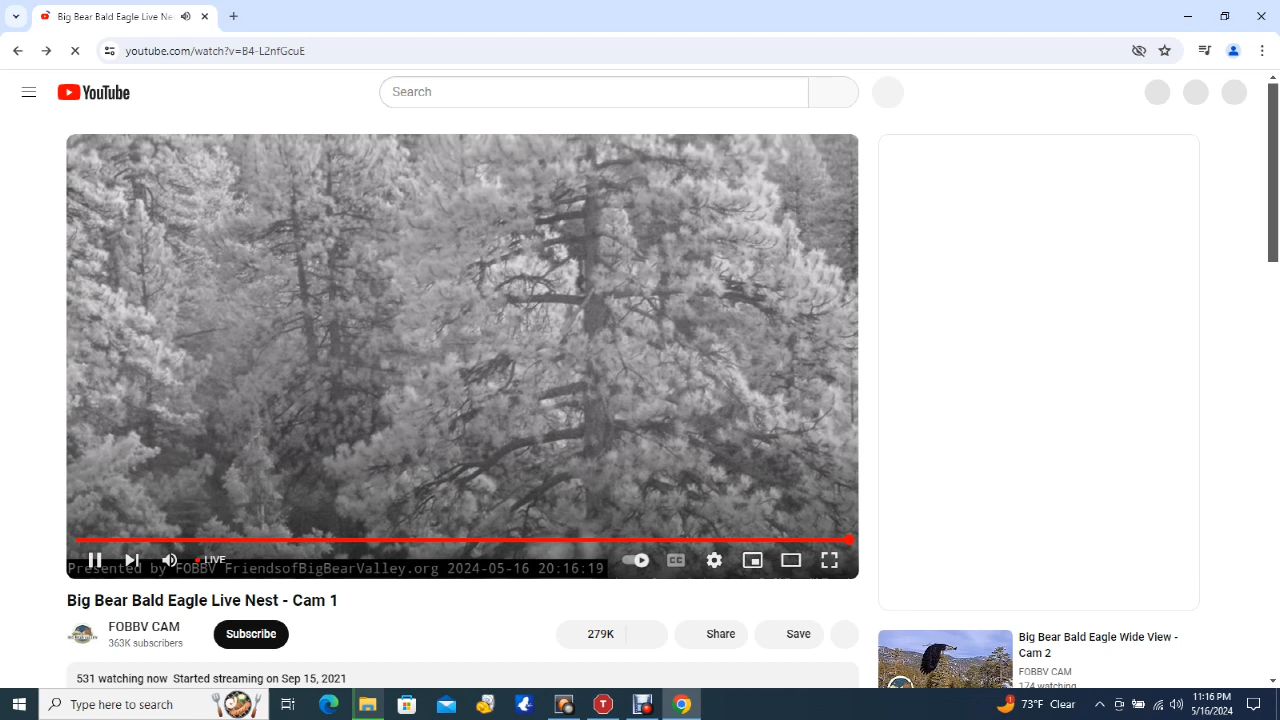 Big Bear Bald Eagle Live Ne
youtube.com/watch?v=B4-L2nfGcuE
YouTube
Search
LIVE
Presented by FOBBV FriendsofBigBearValley.org 2024-05-16 20:16:19
Big Bear Bald Eagle Live Nest - Cam 1
FOBBV CAM
363K subscribers
Subscribe
279K
Share
Save
531 watching now Started streaming on Sep 15, 2021
Big Bear Bald Eagle Wide View -
Cam 2
FOBBV CAM
174 watching
Type here to search
73°F Clear
11:16 PM
5/16/2024